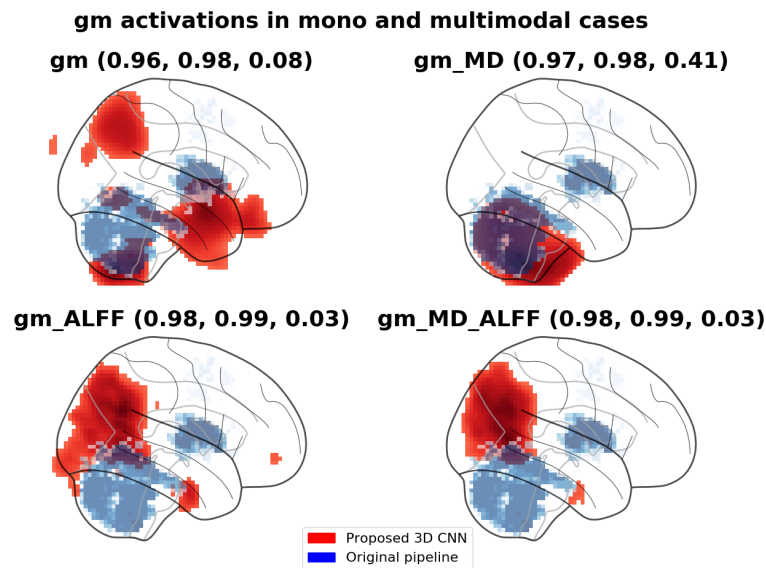 gm activations in mono and multimodal cases
gm (0.96, 0.98, 0.08)
gm_MD (0.97, 0.98, 0.41)
gm_ALFF (0.98, 0.99, 0.03)
gm_MD_ALFF (0.98, 0.99, 0.03)
Proposed 3D CNN
Original pipeline